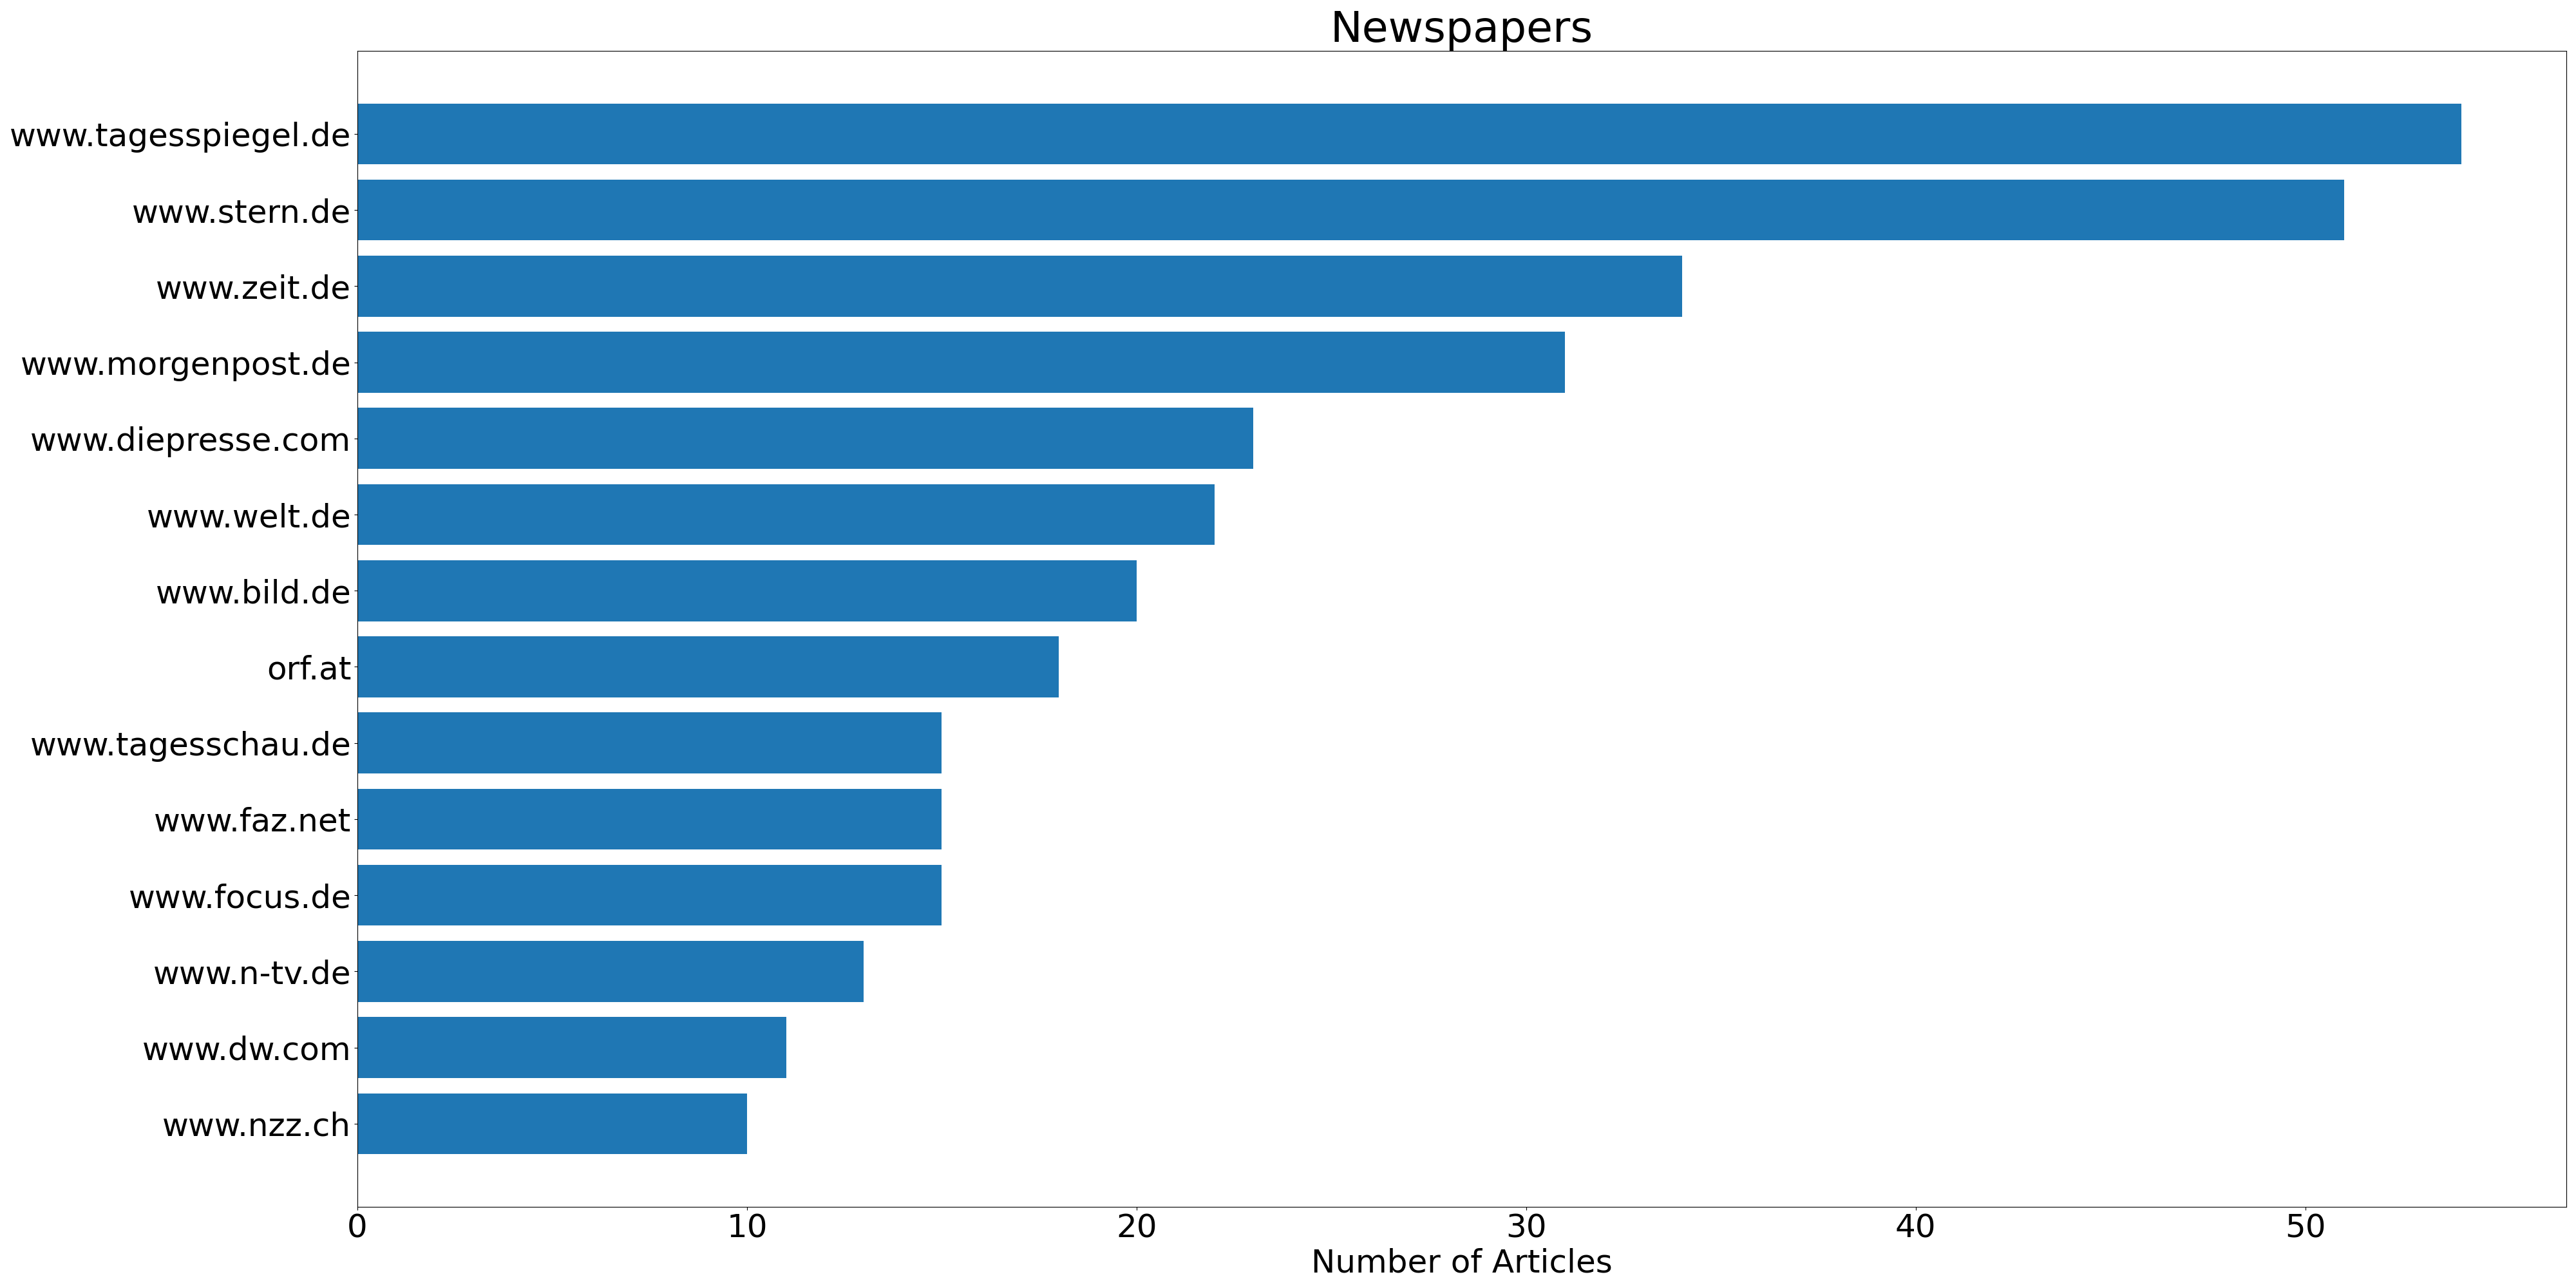 Newspapers
www.tagesspiegel.de
www.stern.de
www.zeit.de
www.morgenpost.de
www.diepresse.com
www.welt.de
www.bild.de
orf.at
www.tagesschau.de
www.faz.net
www.focus.de
www.n-tv.de
www.dw.com
www.nzz.ch
0 10 20 30 40 50
Number of Articles